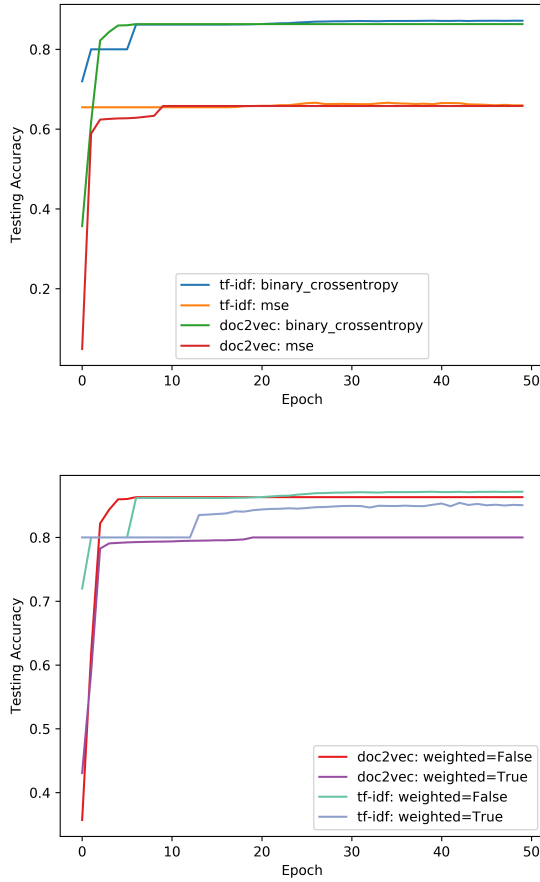 0.8
0.6
0.4
0.2
Testing Accuracy
tf-idf: binary_crossentropy
tf-idf: mse
doc2vec: binary_crossentropy
doc2vec: mse
0 10 20 30 40 50
Epoch
0.8
0.7
0.6
0.5
0.4
Testing Accuracy
doc2vec: weighted=False
doc2vec: weighted=True
tf-idf: weighted=False
tf-idf: weighted=True
0 10 20 30 40 50
Epoch